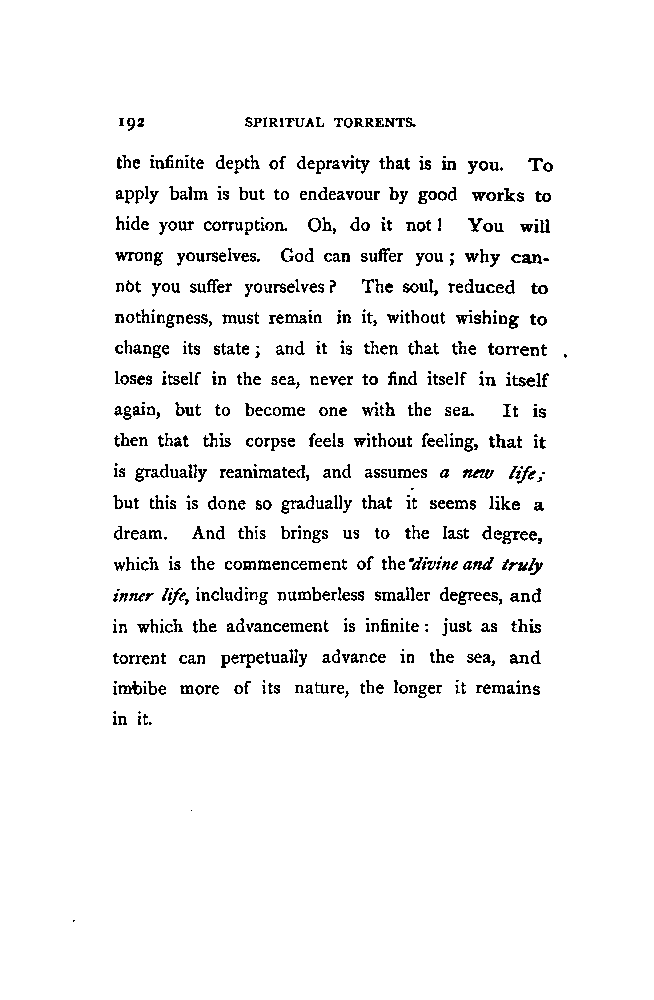 192 SPIRITUAL TORRENTS.
the infinite depth of depravity that is in you. To
apply balm is but to endeavour by good works to
hide your corruption. Oh, do it not! You will
wrong yourselves. God can suffer you; why can-
not you suffer yourselves? The soul, reduced to
nothingness, must remain in it, without wishing to
change its state; and it is then that the torrent
loses itself in the sea, never to find itself in itself
again, but to become one with the sea. It is
then that this corpse feels without feeling, that it
is gradually reanimated, and assumes a new life;
but this is done so gradually that it seems like a
dream. And this brings us to the last degree,
which is the commencement of the divine and truly
inner life, including numberless smaller degrees, and
in which the advancement is infinite: just as this
torrent can perpetually advance in the sea, and
imbibe more of its nature, the longer it remains
in it.